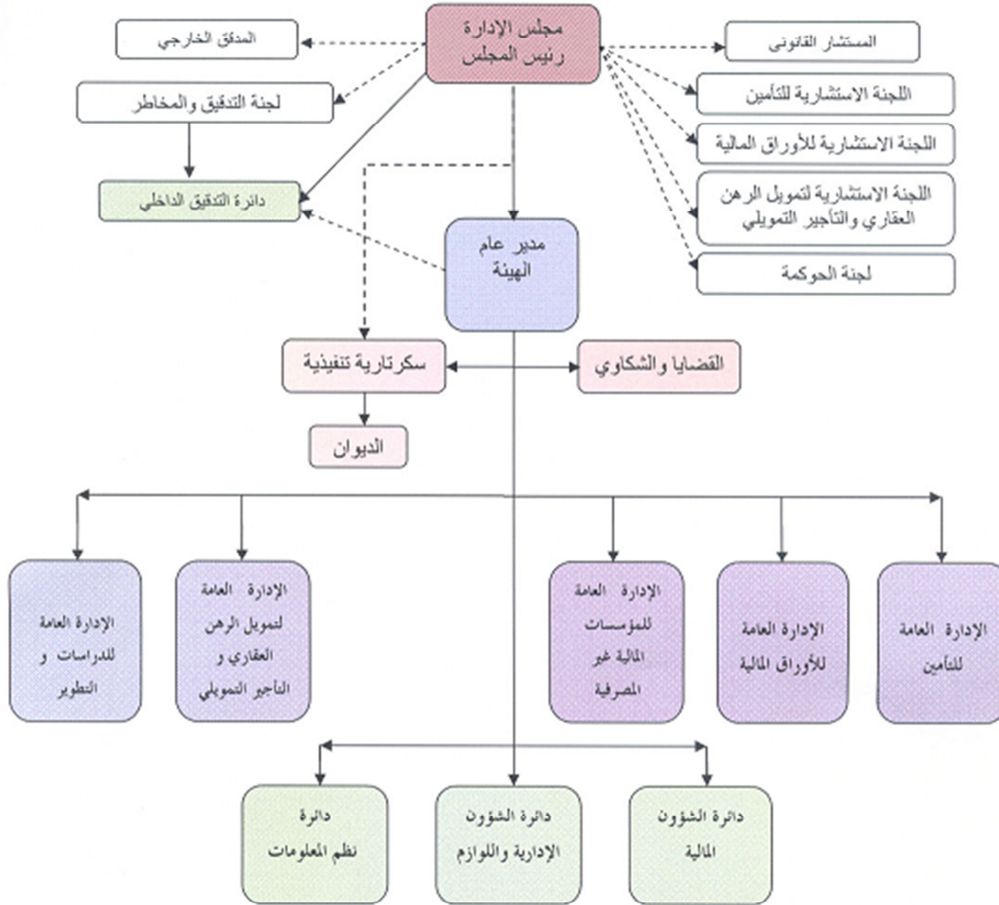 مجلس الإدارة
رئيس المجلس
المستشار القانوني
المدقق الخارجي
اللجنة الاستشارية للتأمين
لجنة التدقيق والمخاطر
اللجنة الاستشارية للأوراق المالية
اللجنة الاستشارية لتمويل الرهن
العقاري والتأجير التمويلي
دائرة التدقيق الداخلي
لجنة الحوكمة
مدير عام
الهيئة
القضايا والشكاوي
سكرتارية تنفيذية
الديوان
الإدارة العامة
للتأمين
الإدارة العامة
للأوراق المالية
الإدارة العامة
للمؤسسات
المالية غير
المصرفية
الإدارة العامة
لتمويل الرهن
العقاري و
التأجير التمويلي
الإدارة العامة
للدراسات و
التطوير
دائرة الشؤون
المالية
دائرة الشؤون
الإدارية واللوازم
دائرة
نظم المعلومات